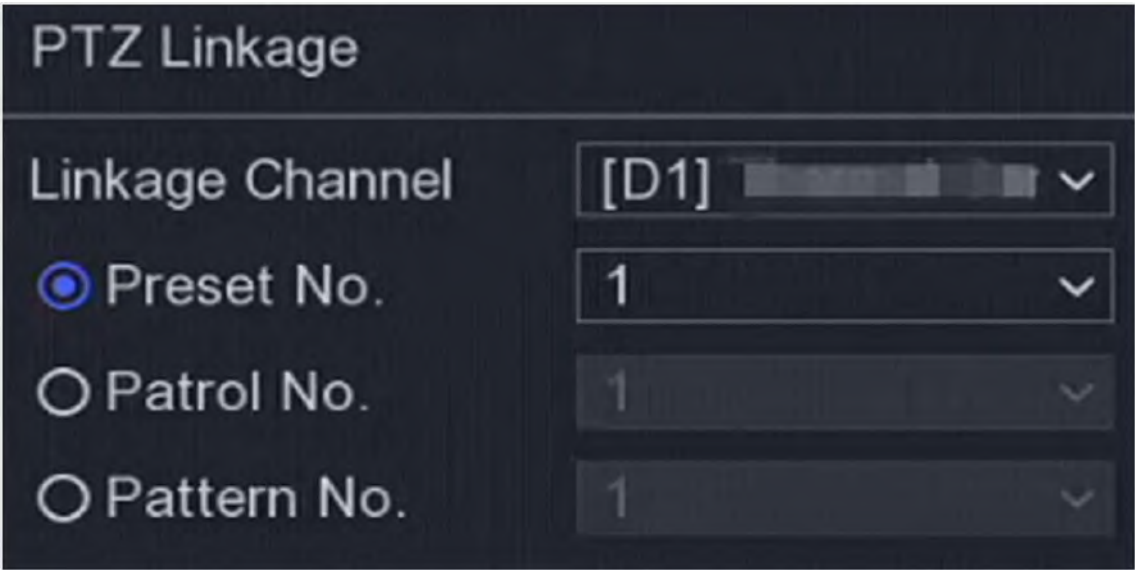 PTZ Linkage
Linkage Channel [D1]
Preset No. 1
Patrol No. 1
Pattern No. 1